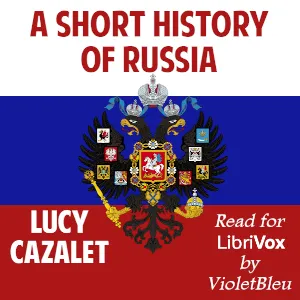 A SHORT HISTORY
OF RUSSIA
LUCY
CAZALET
Read for
LibriVox
by
VioletBleu